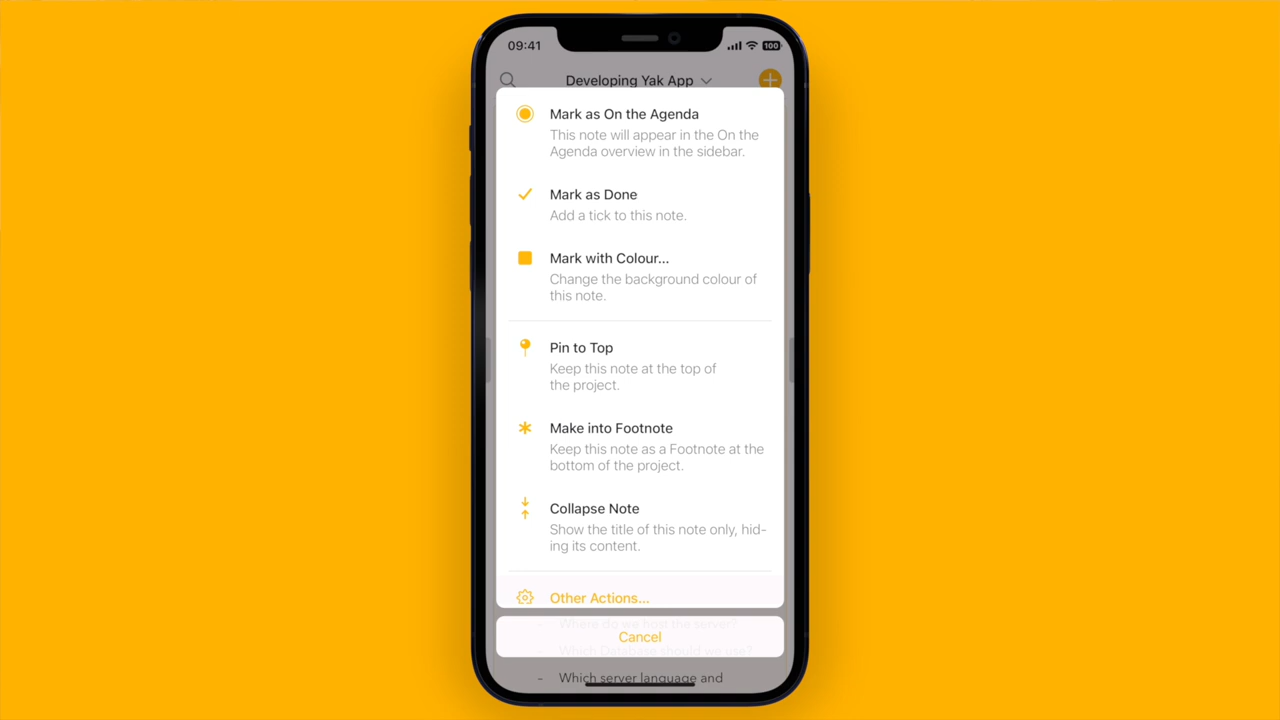 09:41
100
Developing Yak App
Mark as On the Agenda
This note will appear in the On the
Agenda overview in the sidebar.
Mark as Done
Add a tick to this note.
Mark with Colour...
Change the background colour of
this note.
Pin to Top
Keep this note at the top of
the project.
Make into Footnote
Keep this note as a Footnote at the
bottom of the project.
Collapse Note
Show the title of this note only, hid-
ing its content.
Other Actions...
- Where do we host the server?
Cancel
- Which Database should we use?
- Which server language and